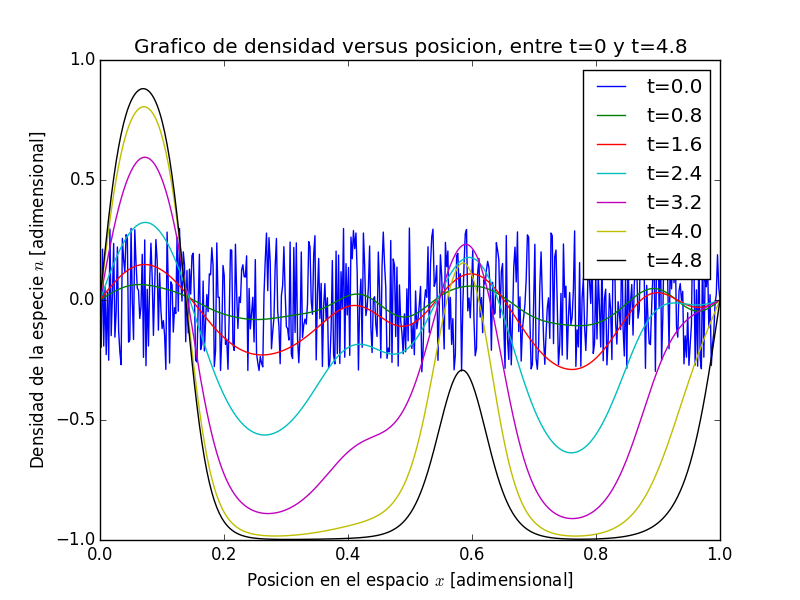 Grafico de densidad versus posicion, entre t=0 y t=4.8
1.0
0.5
0.0
−0.5
−1.0
Densidad de la especie n [adimensional]
t=0.0
t=0.8
t=1.6
t=2.4
t=3.2
t=4.0
t=4.8
0.0 0.2 0.4 0.6 0.8 1.0
Posicion en el espacio x [adimensional]